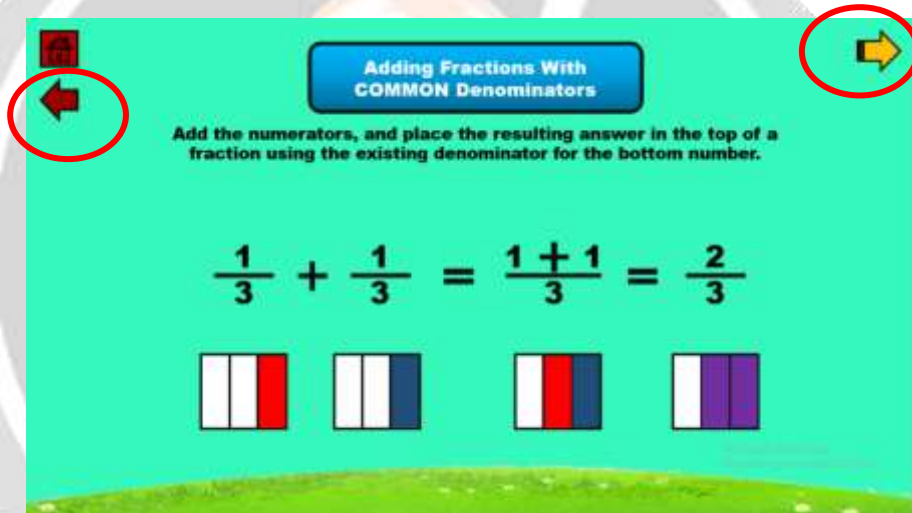 Adding Fractions With
COMMON Denominators
Add the numerators, and place the resulting answer in the top of a
fraction using the existing denominator for the bottom number.
1/3 + 1/3 = 1 + 1/3 = 2/3